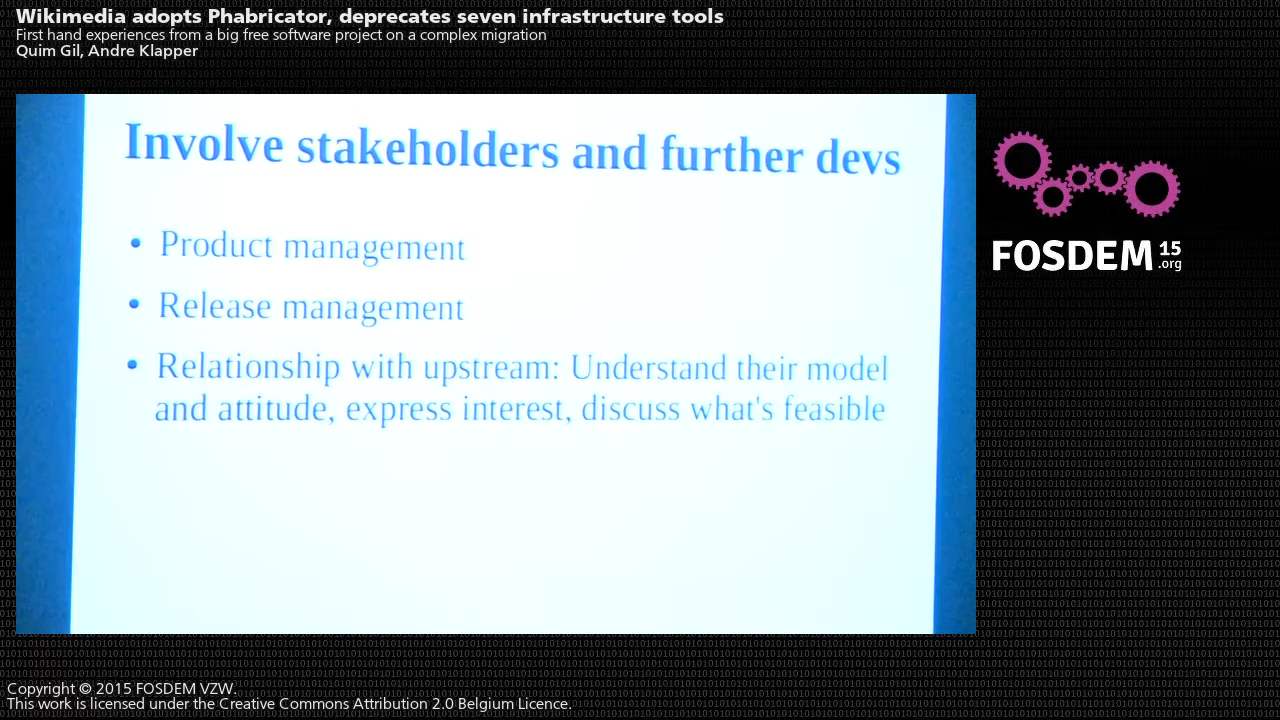 Wikimedia adopts Phabricator, deprecates seven infrastructure tools
First hand experiences from a big free software project on a complex migration
Quim Gil, Andre Klapper
Involve stakeholders and further devs
• Product management
• Release management
• Relationship with upstream: Understand their model
and attitude, express interest, discuss what's feasible
FOSDEM 15
.org
Copyright © 2015 FOSDEM VZW.
This work is licensed under the Creative Commons Attribution 2.0 Belgium Licence.